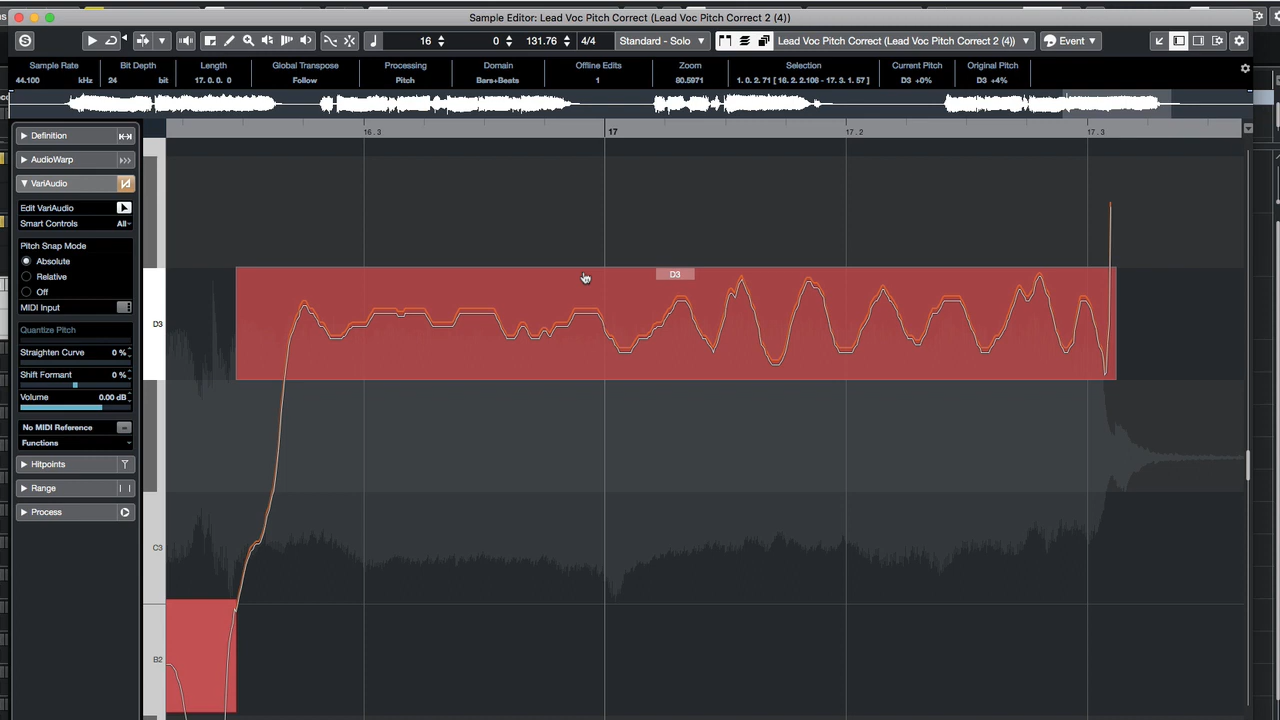 Sample Editor: Lead Voc Pitch Correct (Lead Voc Pitch Correct 2 (4))
16 0 131.76 4/4 Standard - Solo Lead Voc Pitch Correct (Lead Voc Pitch Correct 2 (4)) Event
Sample Rate Bit Depth Length Global Transpose Processing Domain Offline Edits Zoom Selection Current Pitch Original Pitch
44.100 kHz 24 bit 17. 0. 0. 0 Follow Pitch Bars+Beats 1 80.5971 1. 0. 2. 71 [ 16. 2. 2.106 - 17. 3. 1. 57 ] D3 +0% D3 +4%
16.3 17 17.2 17.3
Definition
AudioWarp
VariAudio
Edit VariAudio
Smart Controls All
Pitch Snap Mode
Absolute
Relative
Off
MIDI Input
Quantize Pitch
Straighten Curve 0 %
Shift Formant 0 %
Volume 0.00 dB
No MIDI Reference
Functions
Hitpoints
Range
Process
D3
D3
C3
B2